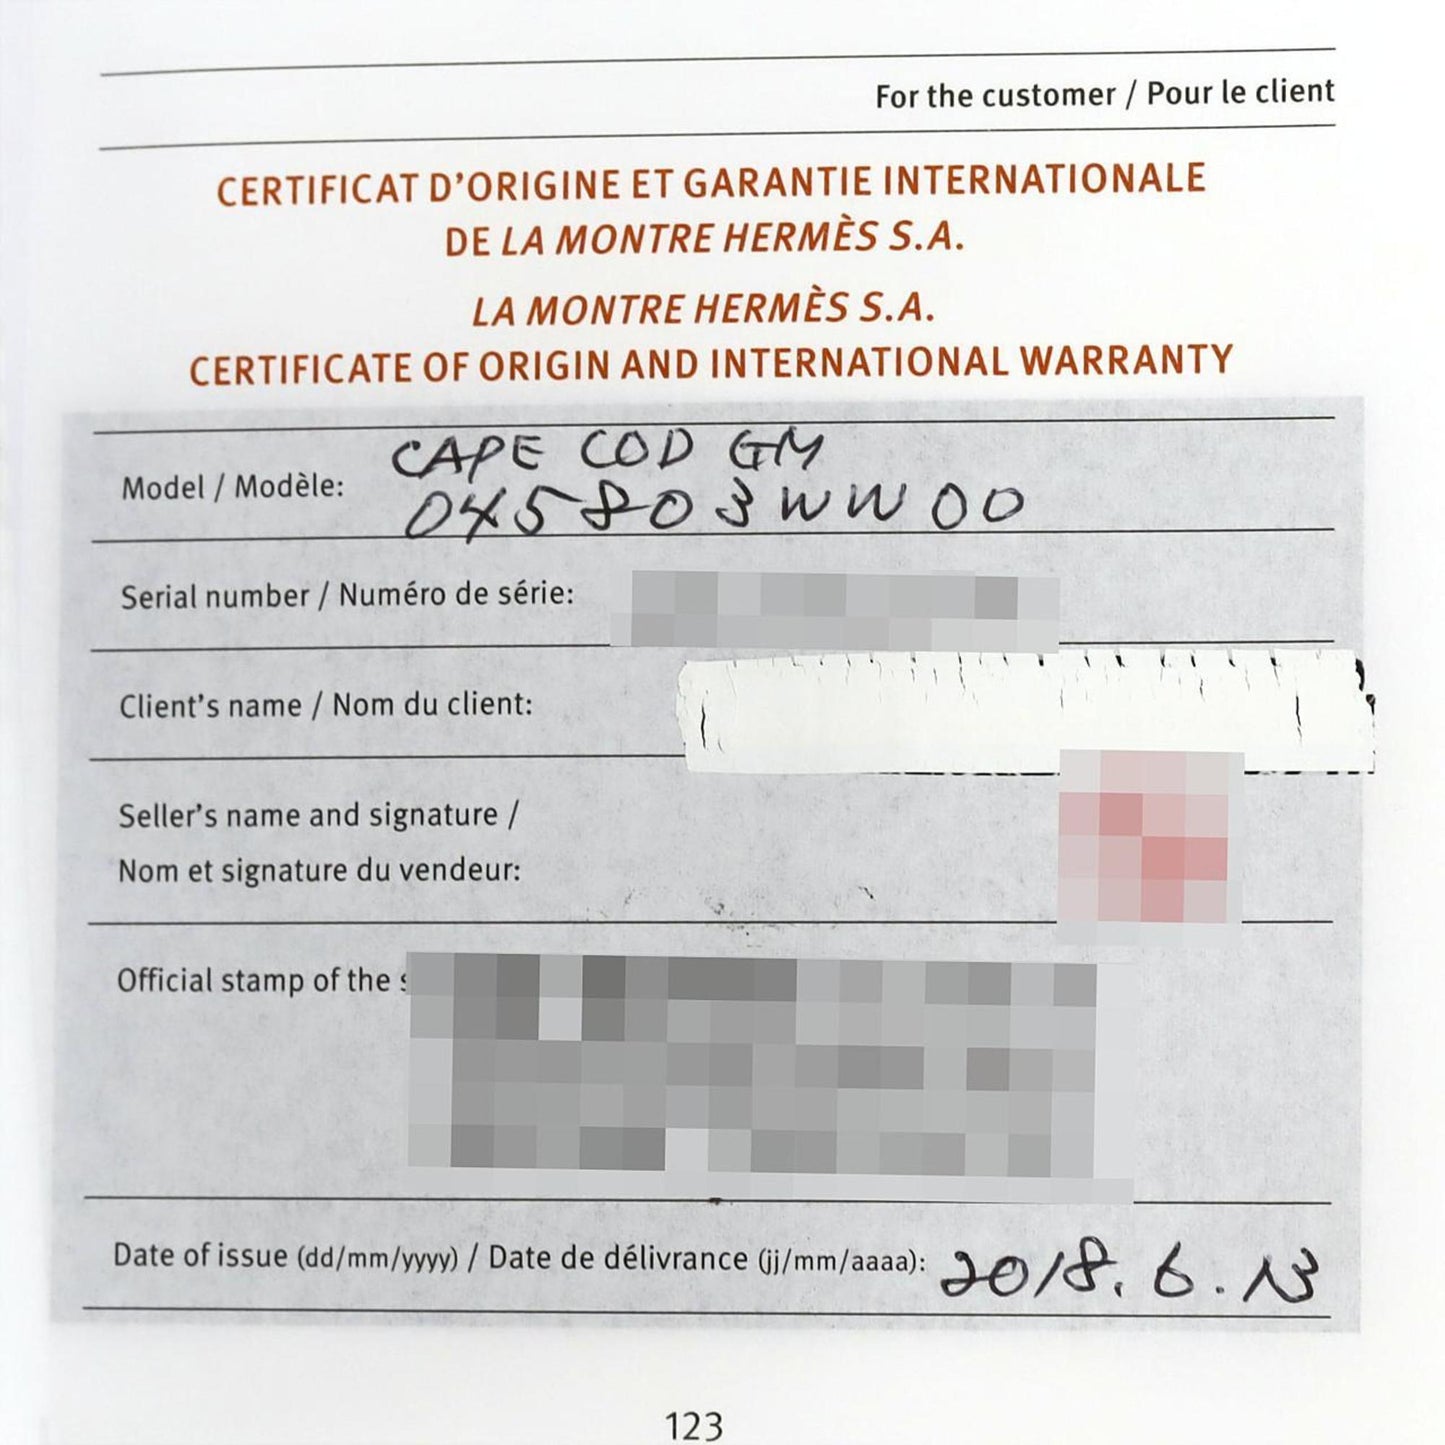 For the customer / Pour le client
CERTIFICAT D'ORIGINE ET GARANTIE INTERNATIONALE
DE LA MONTRE HERMÈS S.A.
LA MONTRE HERMÈS S.A.
CERTIFICATE OF ORIGIN AND INTERNATIONAL WARRANTY
Model / Modèle: CAPE COD GM
045803WW00
Serial number / Numéro de série:
Client's name / Nom du client:
Seller's name and signature /
Nom et signature du vendeur:
Official stamp of the
Date of issue (dd/mm/yyyy) / Date de délivrance (jj/mm/aaaa): 2018. 6. 13
123